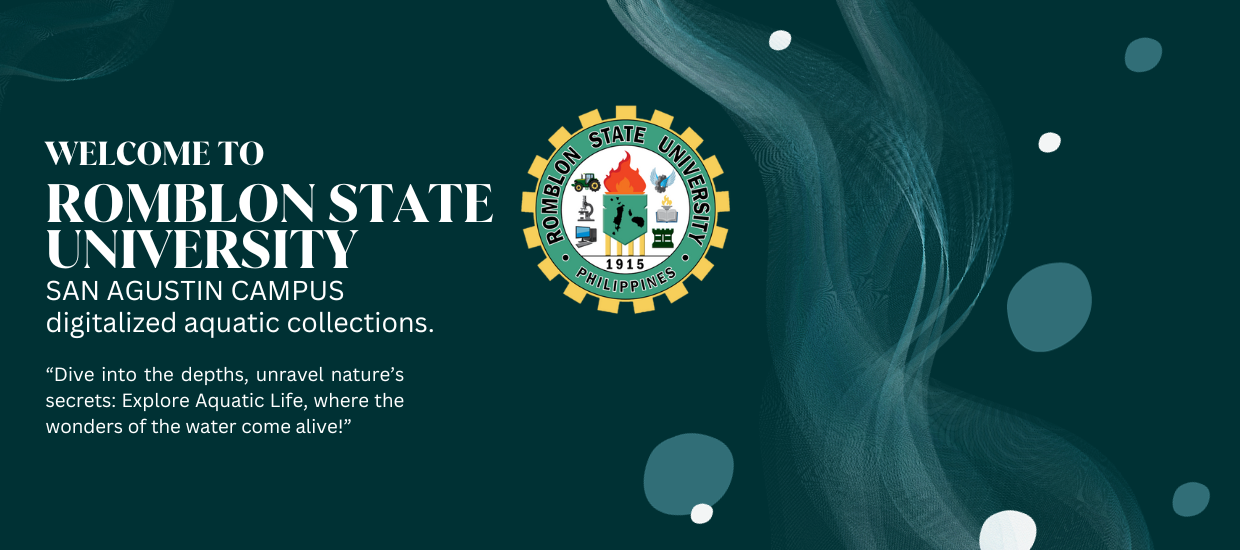 WELCOME TO
ROMBLON STATE
UNIVERSITY
SAN AGUSTIN CAMPUS
digitalized aquatic collections.
“Dive into the depths, unravel nature’s
secrets: Explore Aquatic Life, where the
wonders of the water come alive!”
ROMBLON STATE UNIVERSITY
1915
PHILIPPINES